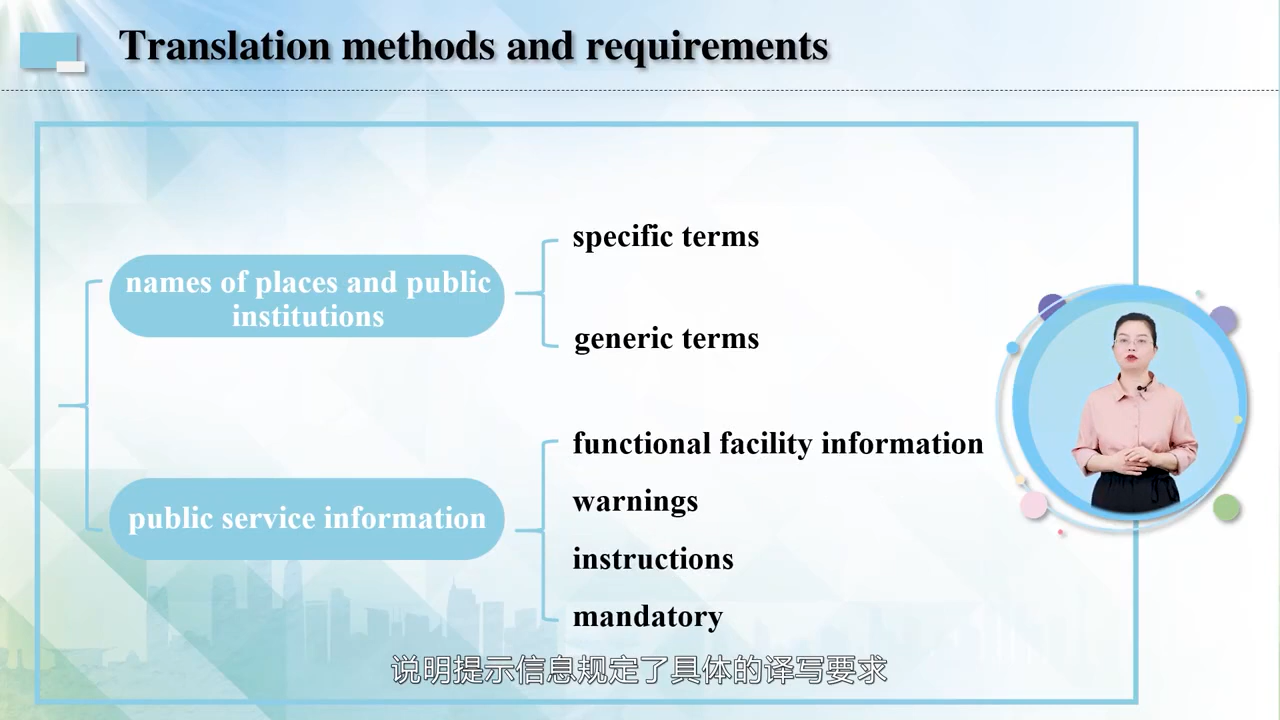 Translation methods and requirements
specific terms
names of places and public
institutions
generic terms
functional facility information
warnings
public service information
instructions
mandatory
说明提示信息规定了具体的译写要求